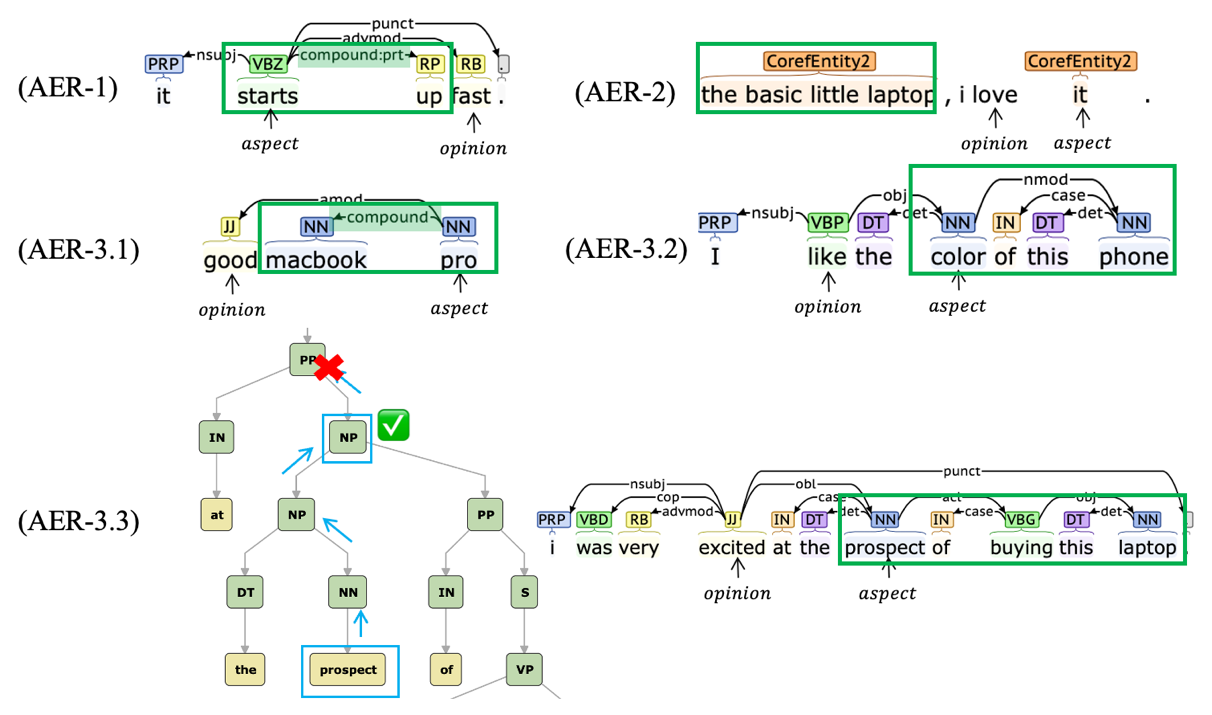 punct
advmod
nsubj compound:prt
PRP VBZ RP RB .
(AER-1) it starts up fast .
aspect opinion
CorefEntity2 CorefEntity2
(AER-2) the basic little laptop , i love it .
opinion aspect
amod
compound
JJ NN NN
(AER-3.1) good macbook pro
opinion aspect
nmod
obj case
nsubj det det
PRP VBP DT NN IN DT NN
(AER-3.2) I like the color of this phone
opinion aspect
PP
IN NP
at NP PP
DT NN IN S
the prospect of VP
(AER-3.3)
punct
nsubj obl
cop case acl obj
advmod det case det
PRP VBD RB JJ IN DT NN IN VBG DT NN
i was very excited at the prospect of buying this laptop
opinion aspect